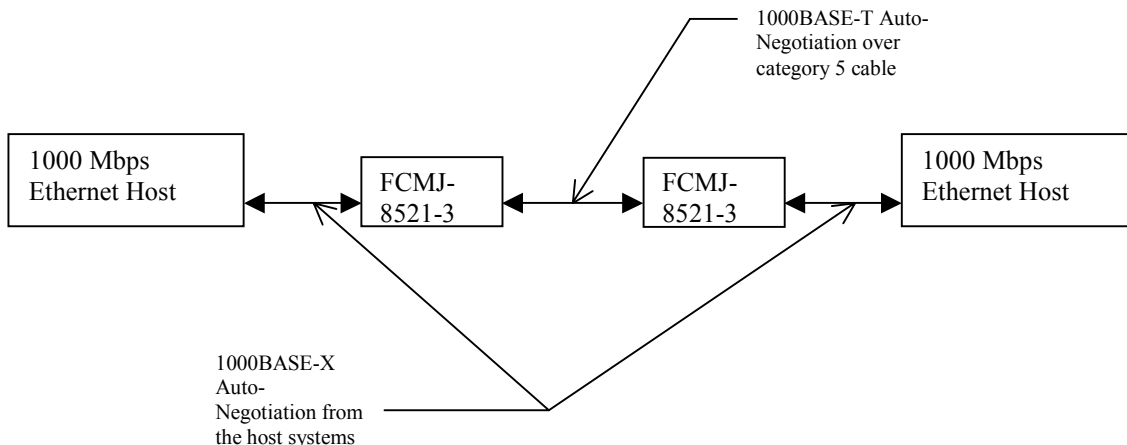 1000BASE-T Auto-
Negotiation over
category 5 cable
1000 Mbps
Ethernet Host
FCMJ-
8521-3
FCMJ-
8521-3
1000 Mbps
Ethernet Host
1000BASE-X
Auto-
Negotiation from
the host systems